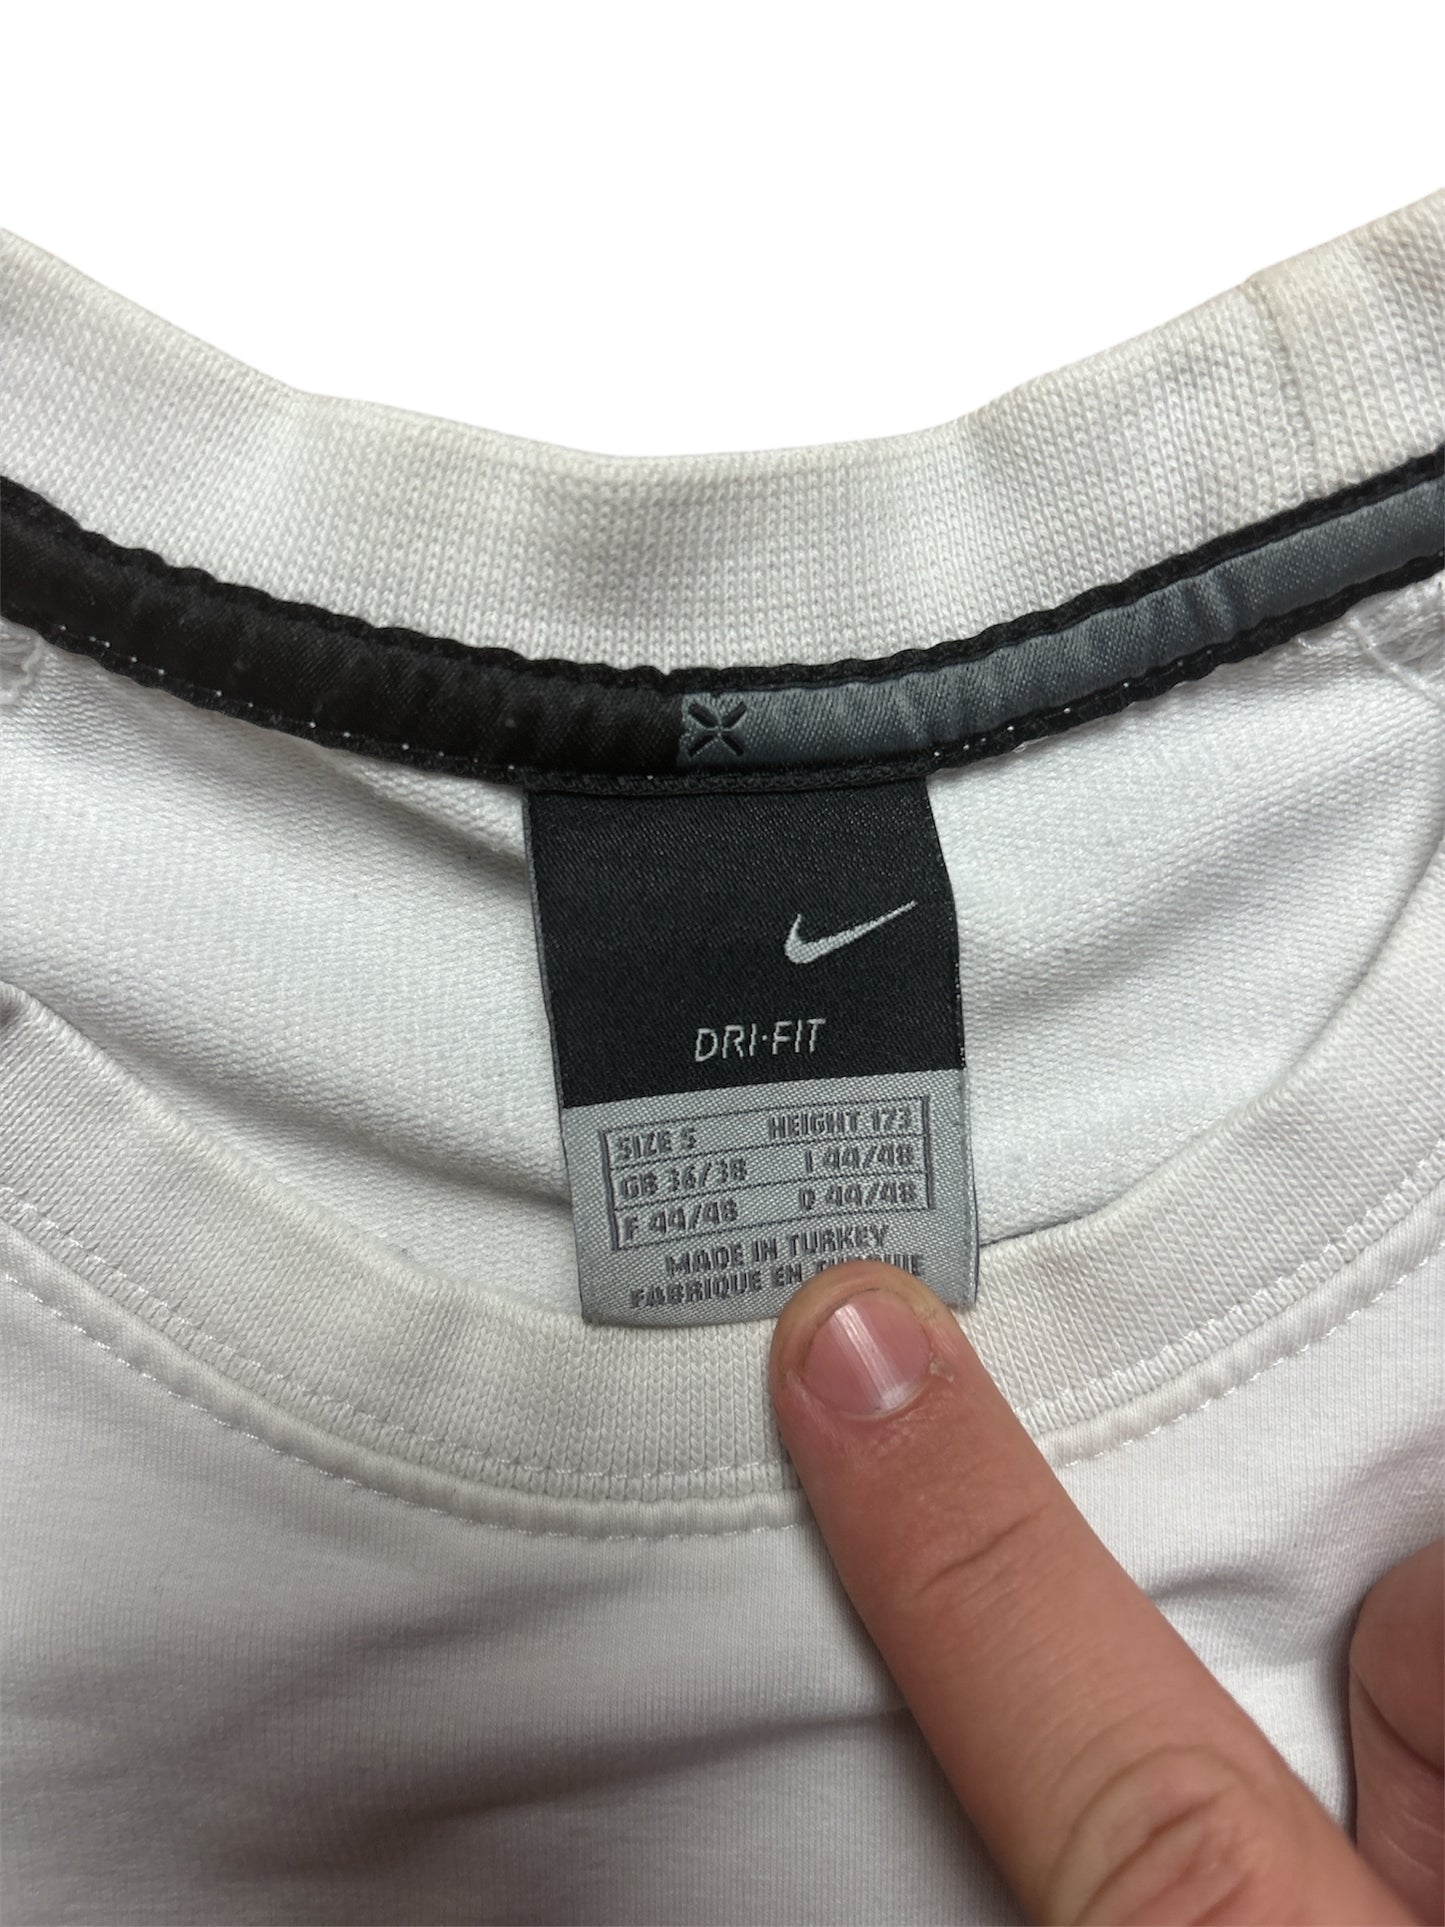 DRI-FIT
SIZE S HEIGHT 173
GB 36/38 I 44/48
F 44/48 D 44/48
MADE IN TURKEY
FABRIQUE EN